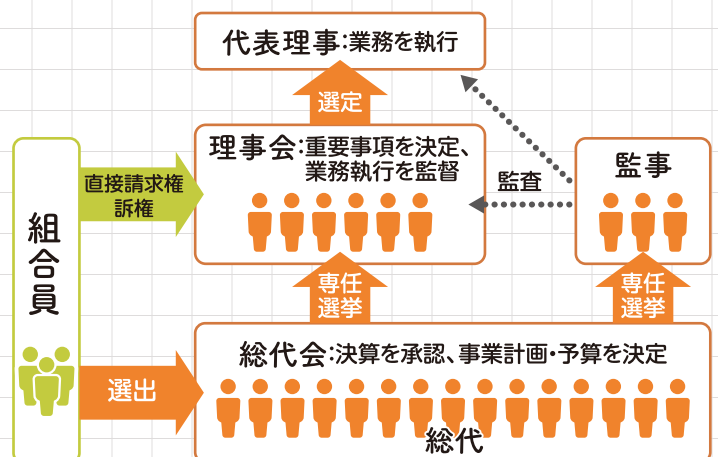 代表理事:業務を執行
選定
理事会:重要事項を決定、
業務執行を監督
直接請求権
訴権
監査
監事
組合員
専任
選挙
専任
選挙
総代会:決算を承認、事業計画・予算を決定
選出
総代